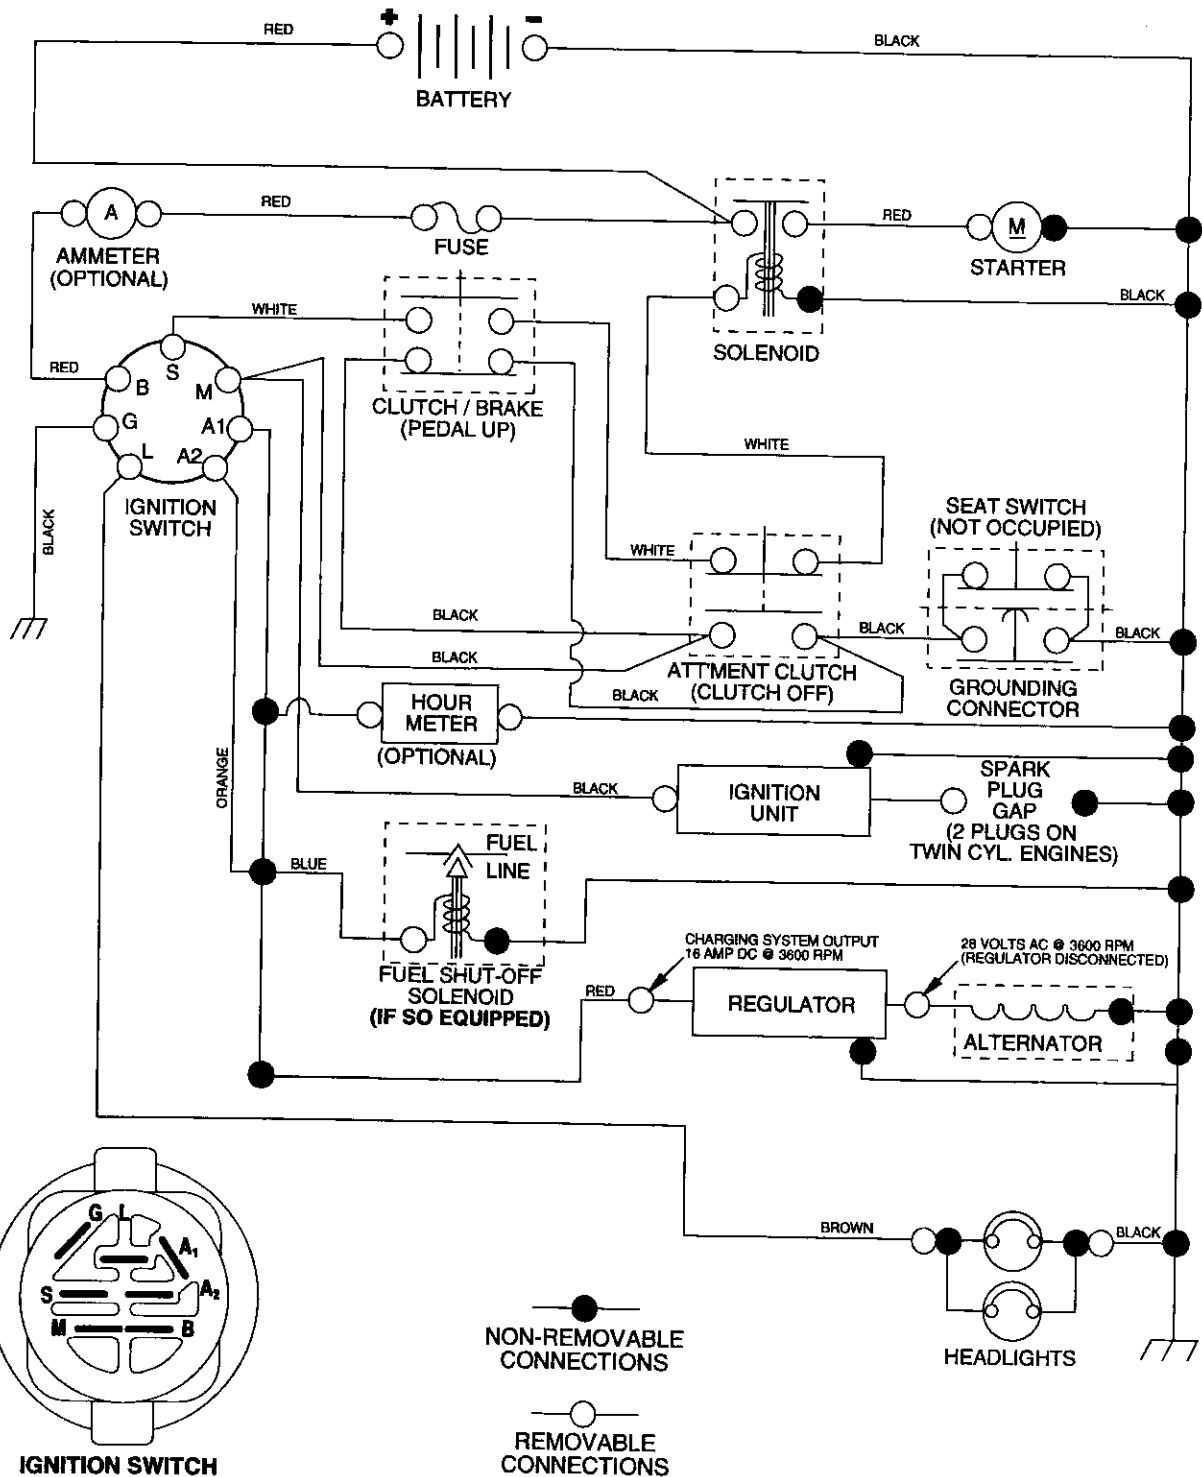 + -
RED
BLACK
BATTERY
A
RED
RED
M
AMMETER
(OPTIONAL)
FUSE
STARTER
WHITE
BLACK
SOLENOID
RED
S
B
M
G
A1
L
A2
CLUTCH / BRAKE
(PEDAL UP)
IGNITION
SWITCH
BLACK
WHITE
SEAT SWITCH
(NOT OCCUPIED)
WHITE
BLACK
BLACK
BLACK
BLACK
ATT'MENT CLUTCH
(CLUTCH OFF)
GROUNDING
CONNECTOR
BLACK
HOUR
METER
(OPTIONAL)
ORANGE
BLACK
IGNITION
UNIT
SPARK
PLUG
GAP
(2 PLUGS ON
TWIN CYL. ENGINES)
BLUE
FUEL
LINE
FUEL SHUT-OFF
SOLENOID
(IF SO EQUIPPED)
CHARGING SYSTEM OUTPUT
16 AMP DC @ 3600 RPM
28 VOLTS AC @ 3600 RPM
(REGULATOR DISCONNECTED)
RED
REGULATOR
ALTERNATOR
BROWN
BLACK
HEADLIGHTS
G L
A1
S
A2
M
B
IGNITION SWITCH
NON-REMOVABLE
CONNECTIONS
REMOVABLE
CONNECTIONS